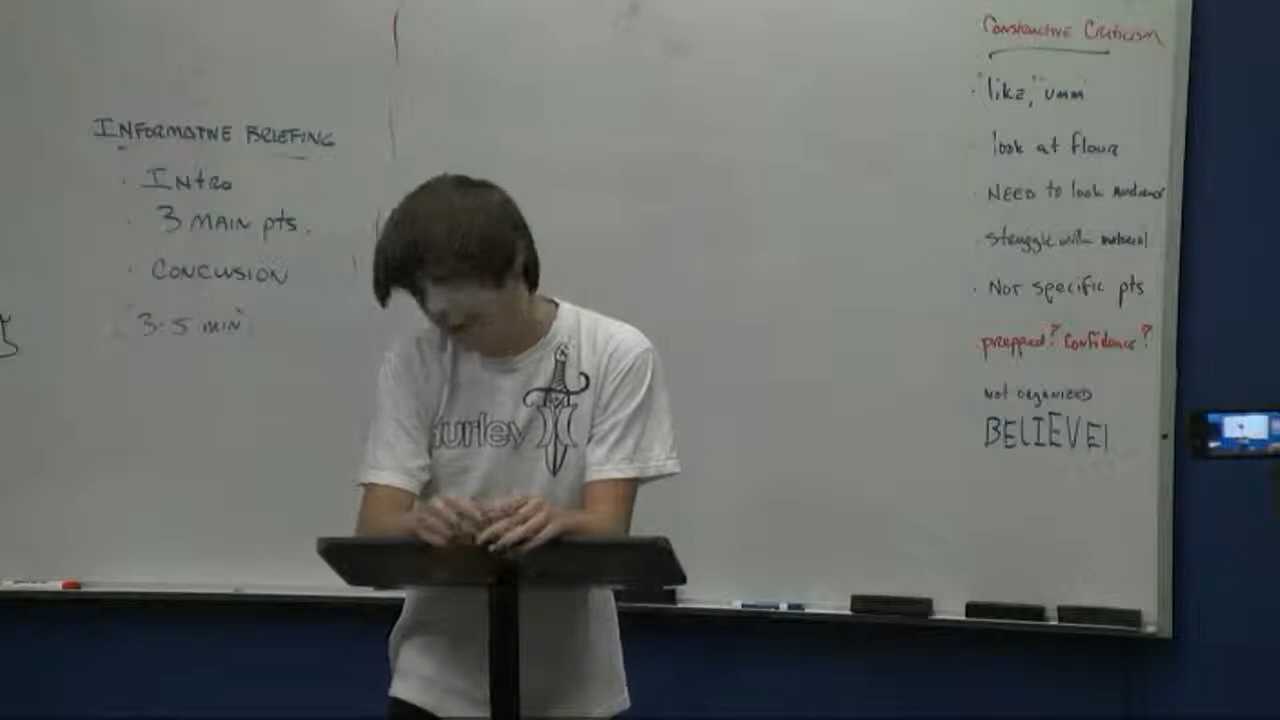 INFORMATIVE BRIEFING
· INtro
· 3 MAIN pts.
· CONCLUSION
"3-5 MIN"
Hurley
CONSTRUCTIVE CRITICISM
· "like," "umm"
look at flour
· NEED to look Audience
struggle with material
· Not specific pts
prepped? Confidence?
Not organized
BELIEVE!